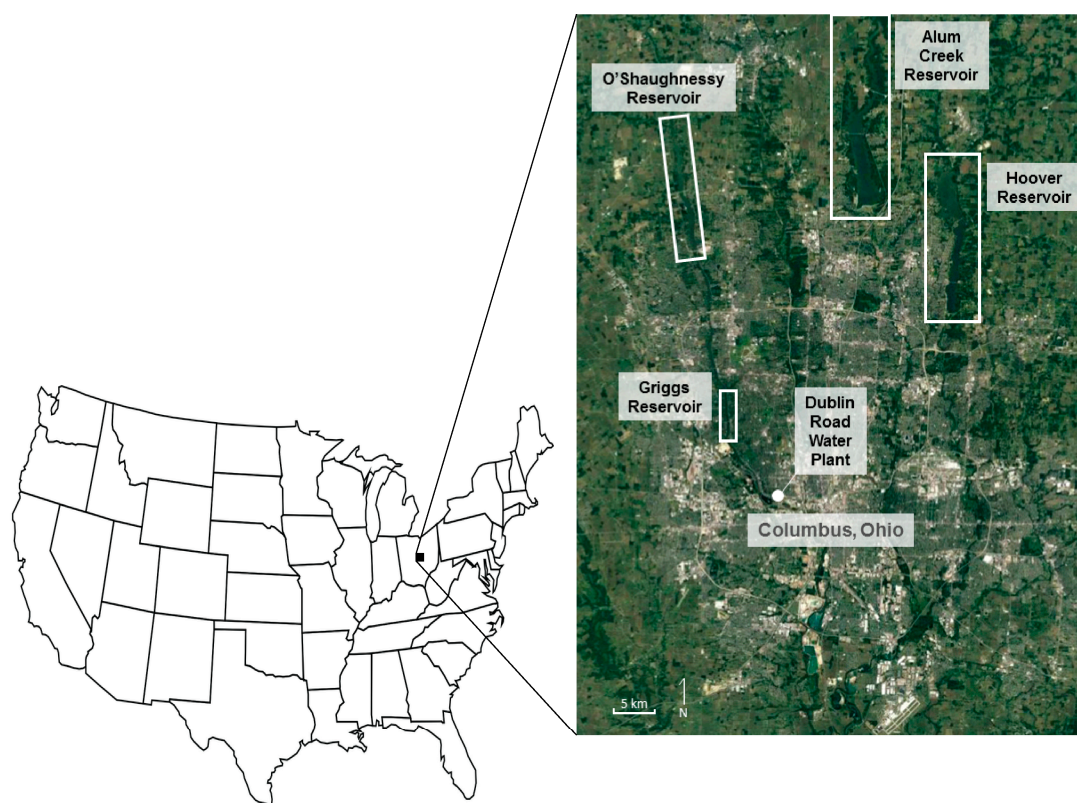 Alum
Creek
Reservoir
O'Shaughnessy
Reservoir
Hoover
Reservoir
Griggs
Reservoir
Dublin
Road
Water
Plant
Columbus, Ohio
5 km
N